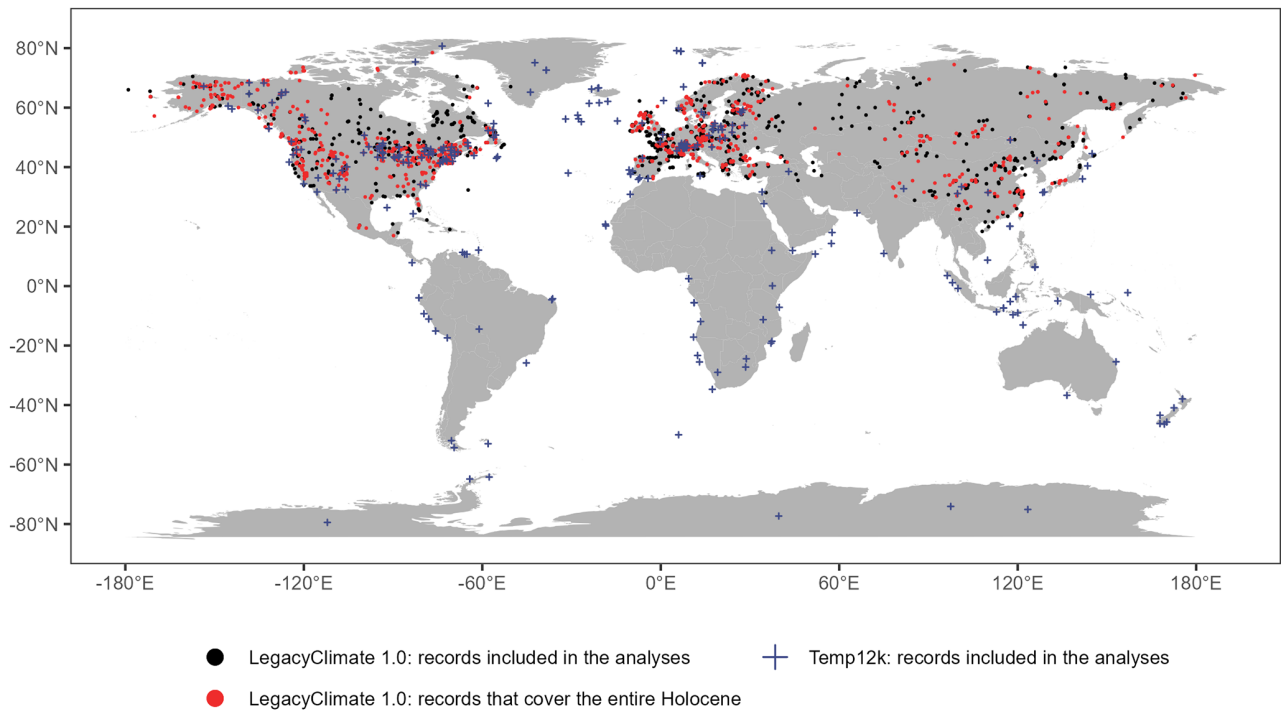 80°N
60°N
40°N
20°N
0°N
-20°N
-40°N
-60°N
-80°N
-180°E -120°E -60°E 0°E 60°E 120°E 180°E
LegacyClimate 1.0: records included in the analyses Temp12k: records included in the analyses
LegacyClimate 1.0: records that cover the entire Holocene